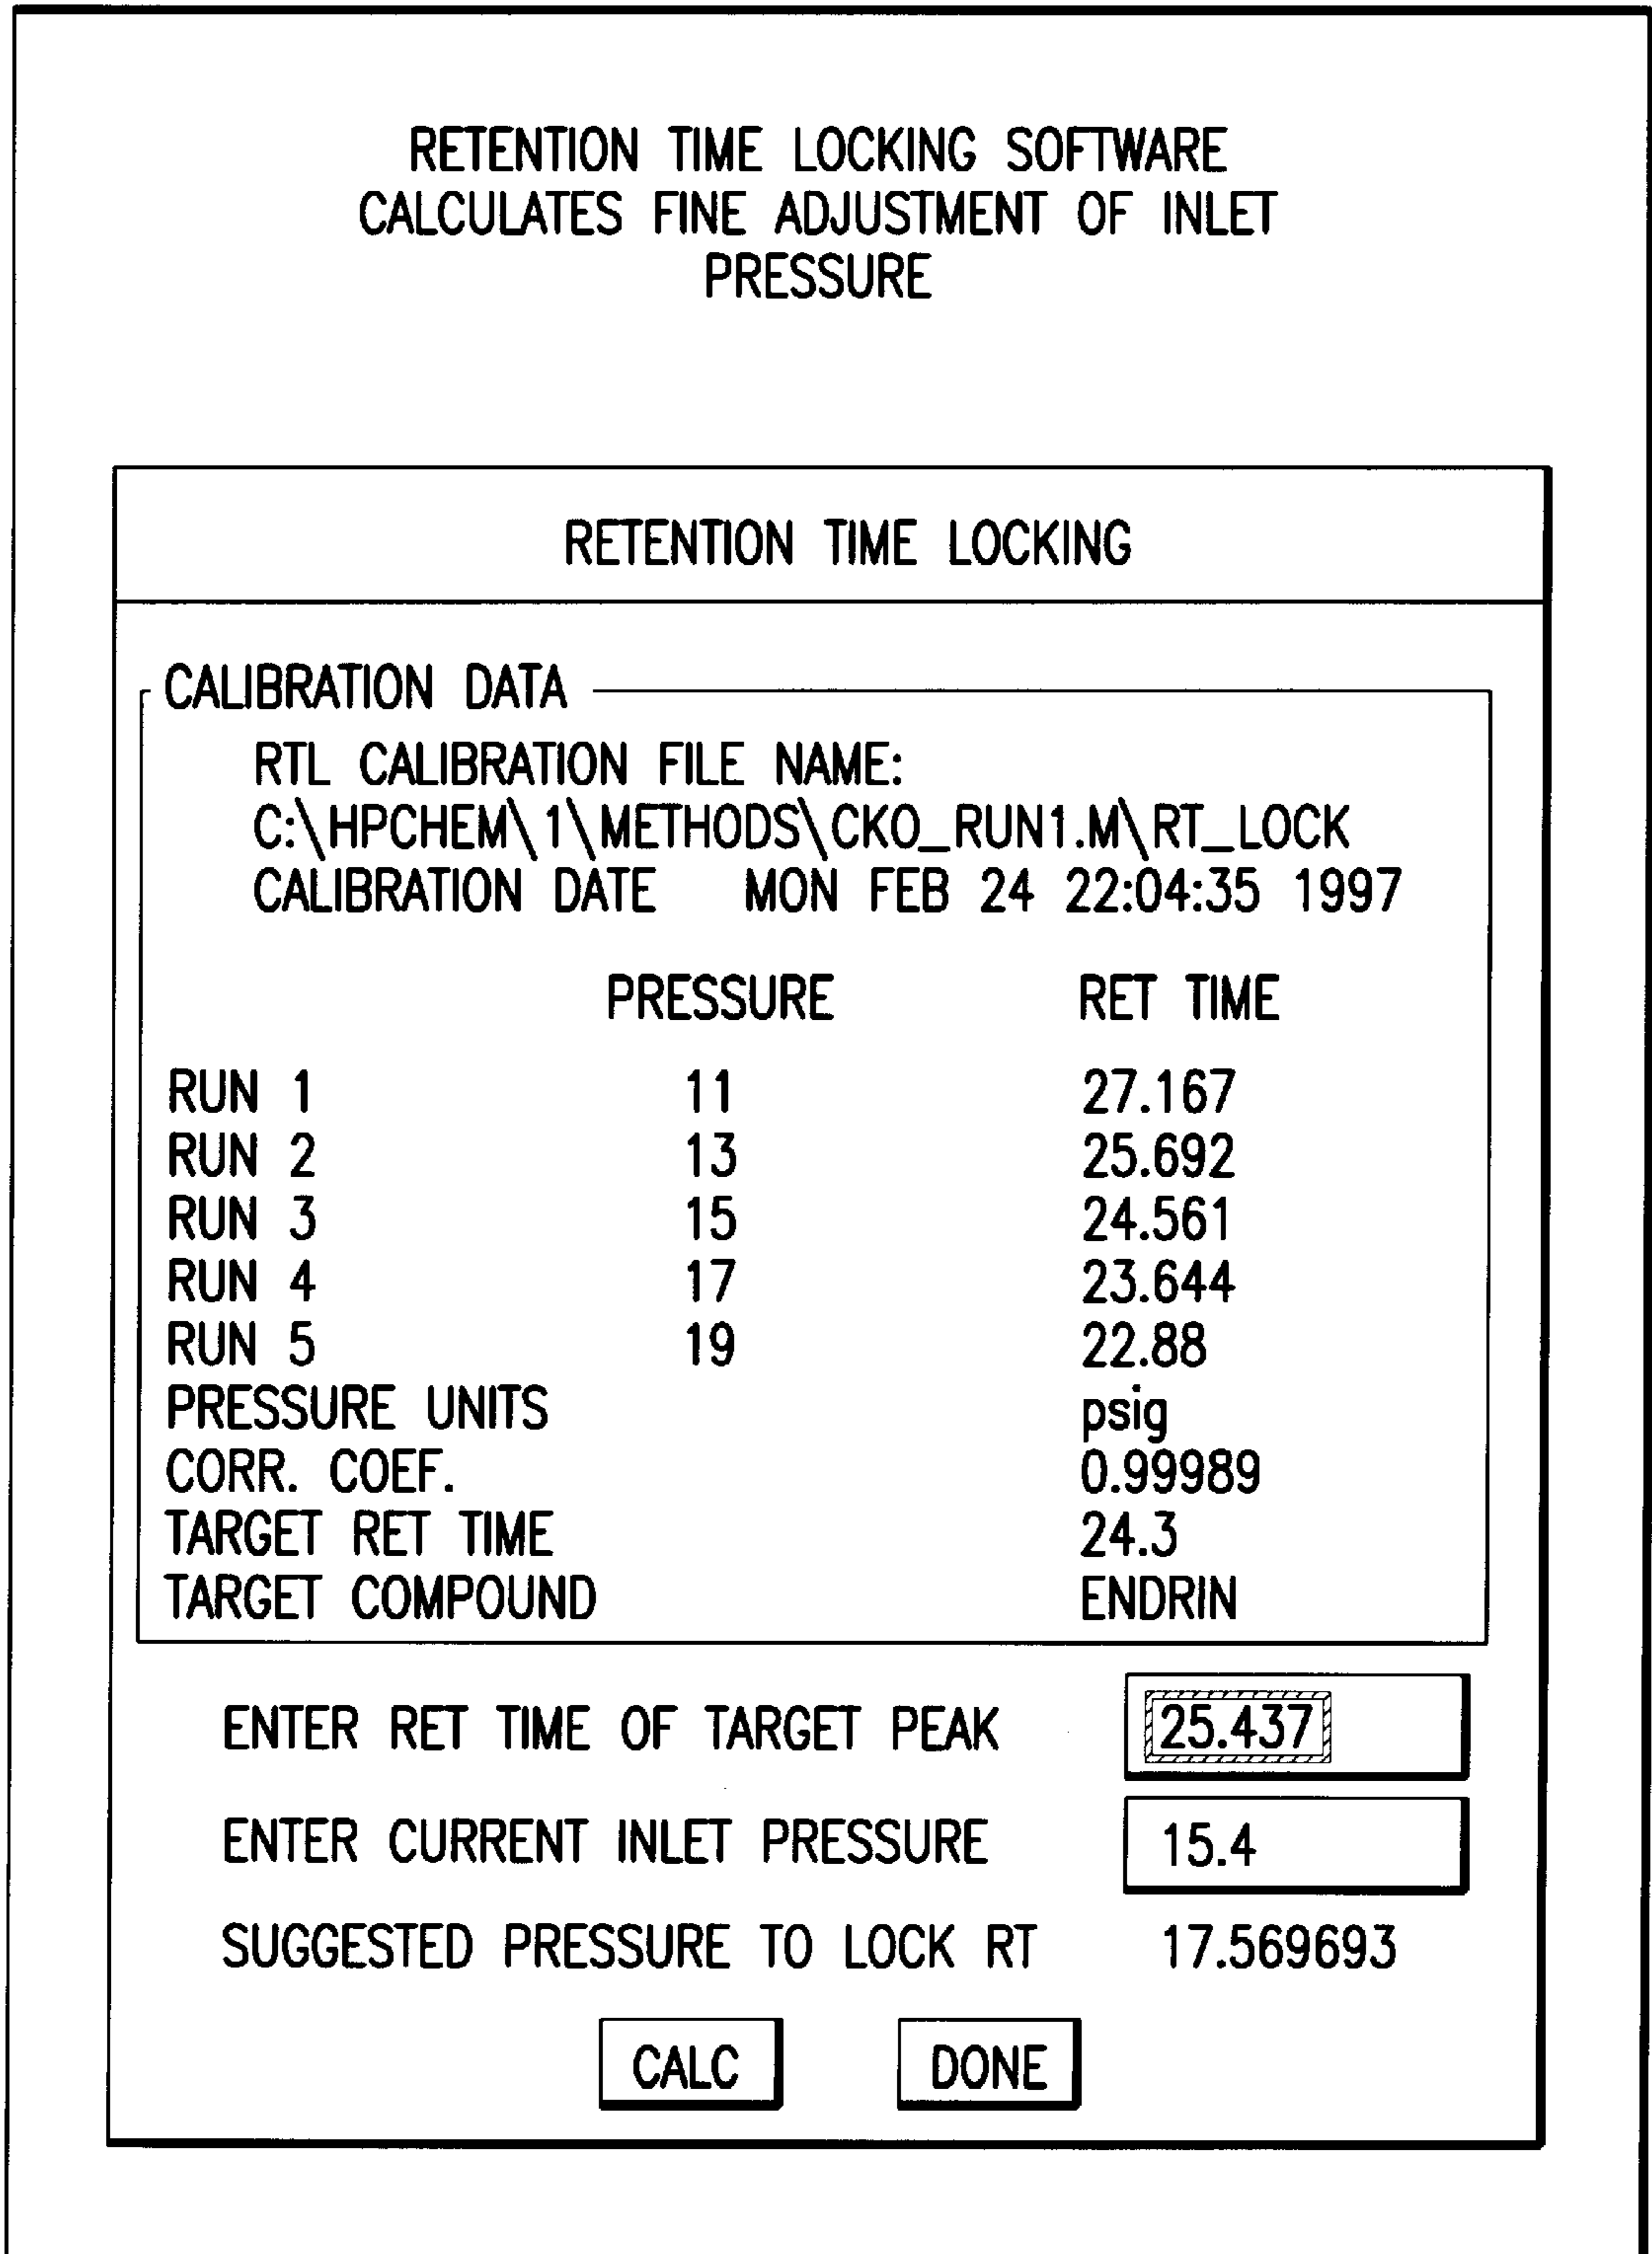 RETENTION TIME LOCKING SOFTWARE
CALCULATES FINE ADJUSTMENT OF INLET
PRESSURE
RETENTION TIME LOCKING
CALIBRATION DATA
RTL CALIBRATION FILE NAME:
C:\HPCHEM\1\METHODS\CKO_RUN1.M\RT_LOCK
CALIBRATION DATE MON FEB 24 22:04:35 1997
PRESSURE RET TIME
RUN 1 11 27.167
RUN 2 13 25.692
RUN 3 15 24.561
RUN 4 17 23.644
RUN 5 19 22.88
PRESSURE UNITS psig
CORR. COEF. 0.99989
TARGET RET TIME 24.3
TARGET COMPOUND ENDRIN
ENTER RET TIME OF TARGET PEAK 25.437
ENTER CURRENT INLET PRESSURE 15.4
SUGGESTED PRESSURE TO LOCK RT 17.569693
CALC DONE